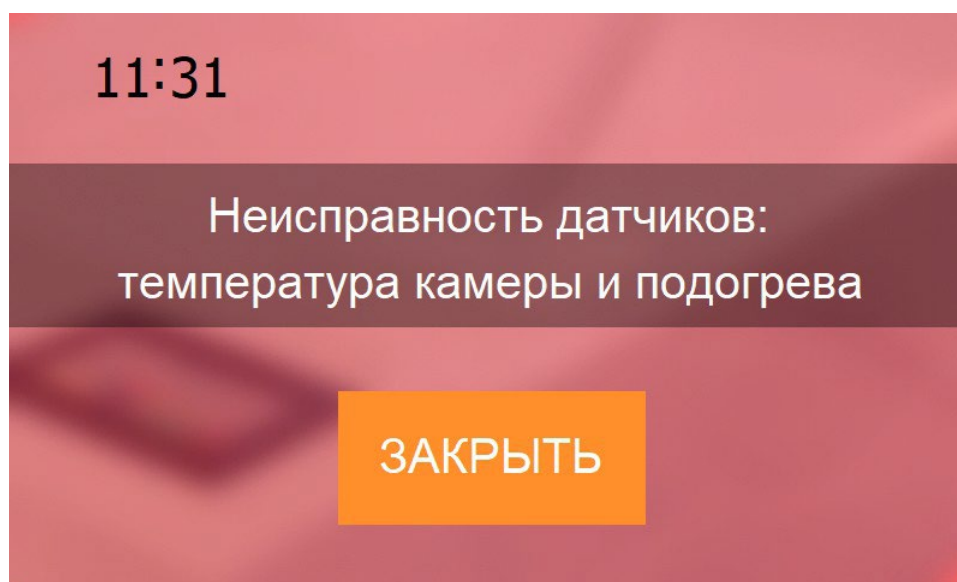 11:31
Неисправность датчиков:
температура камеры и подогрева
ЗАКРЫТЬ